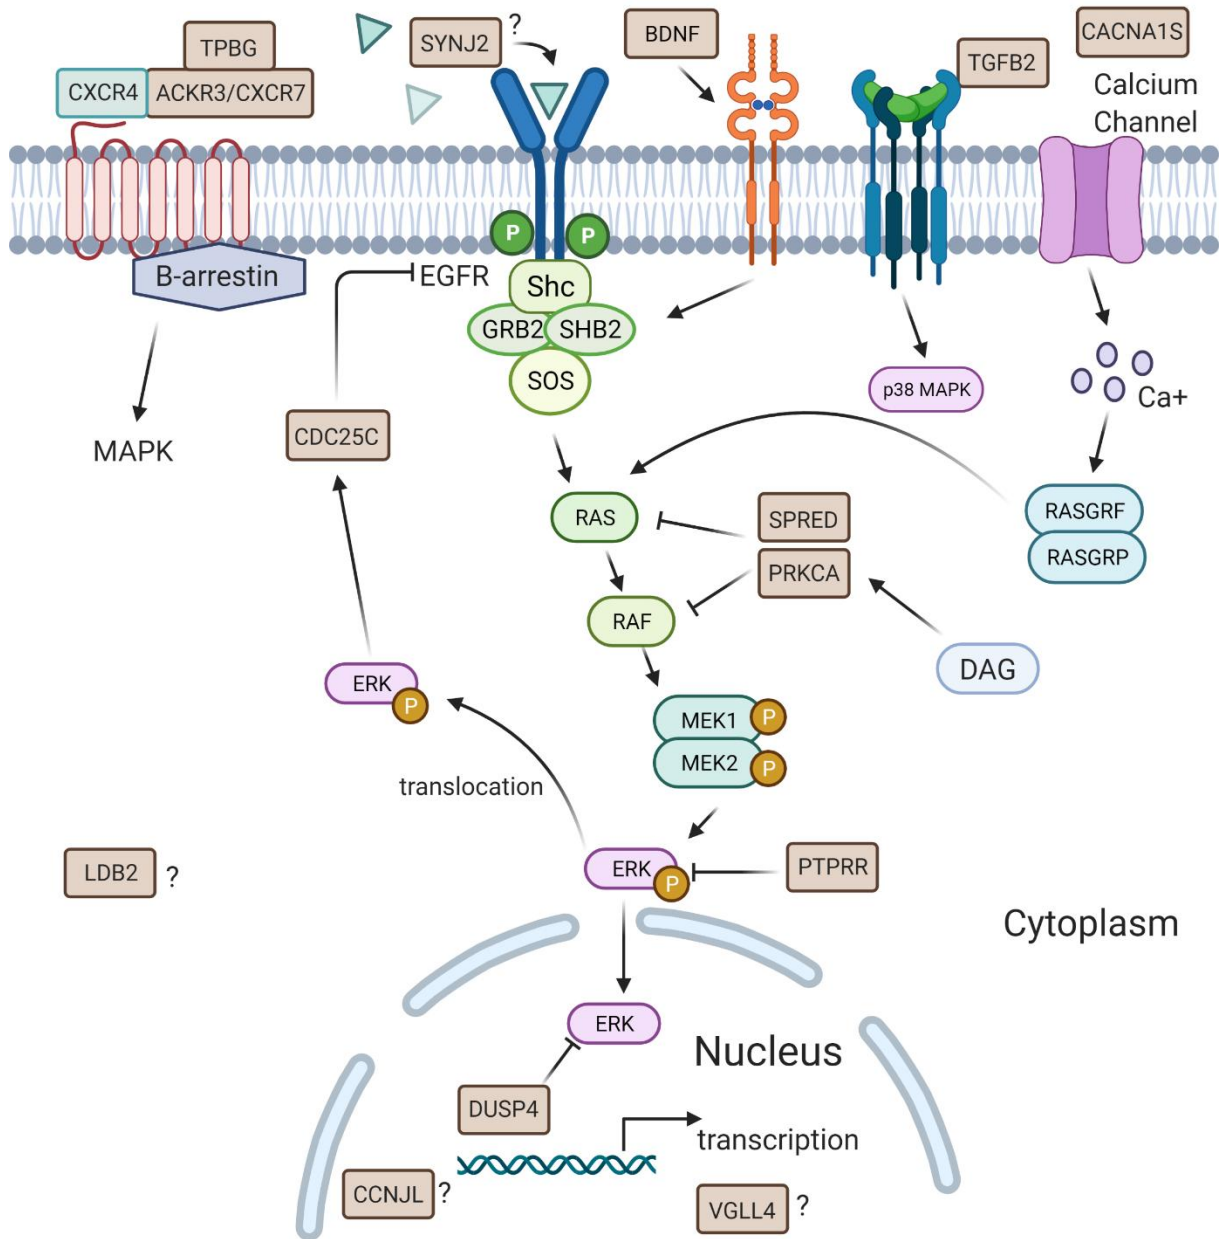 TPBG
CXCR4
ACKR3/CXCR7
SYNJ2
?
BDNF
TGFB2
CACNA1S
Calcium
Channel
B-arrestin
MAPK
P
P
EGFR
Shc
GRB2
SHB2
SOS
p38 MAPK
Ca+
CDC25C
RAS
SPRED
PRKCA
RASGRF
RASGRP
RAF
DAG
ERK
P
MEK1
P
MEK2
P
translocation
ERK
P
PTPRR
LDB2
?
Cytoplasm
ERK
Nucleus
DUSP4
transcription
CCNJL
?
VGLL4
?